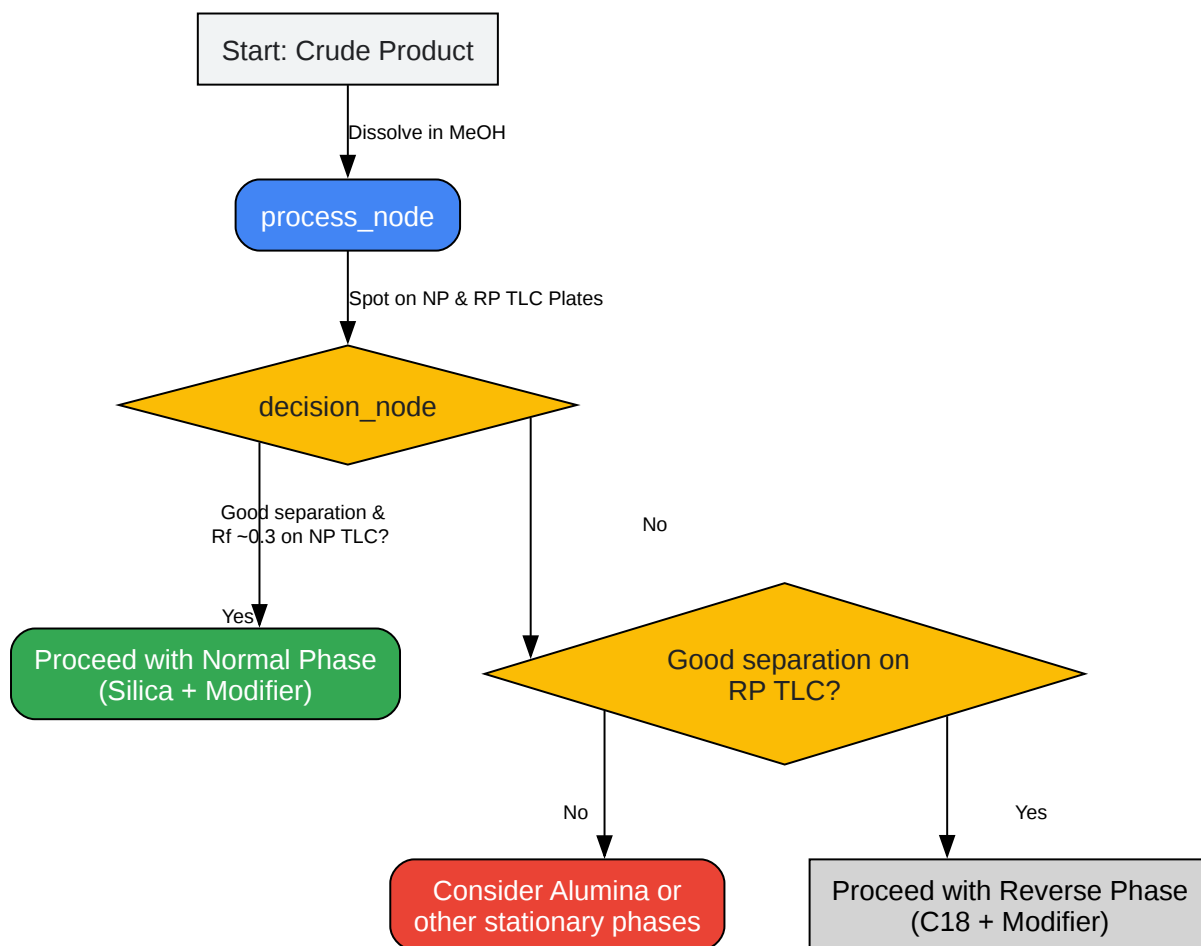 Start: Crude Product
Dissolve in MeOH
process_node
Spot on NP & RP TLC Plates
decision_node
Good separation &
Rf ~0.3 on NP TLC?
No
Yes
Proceed with Normal Phase
(Silica + Modifier)
Good separation on
RP TLC?
No
Yes
Consider Alumina or
other stationary phases
Proceed with Reverse Phase
(C18 + Modifier)